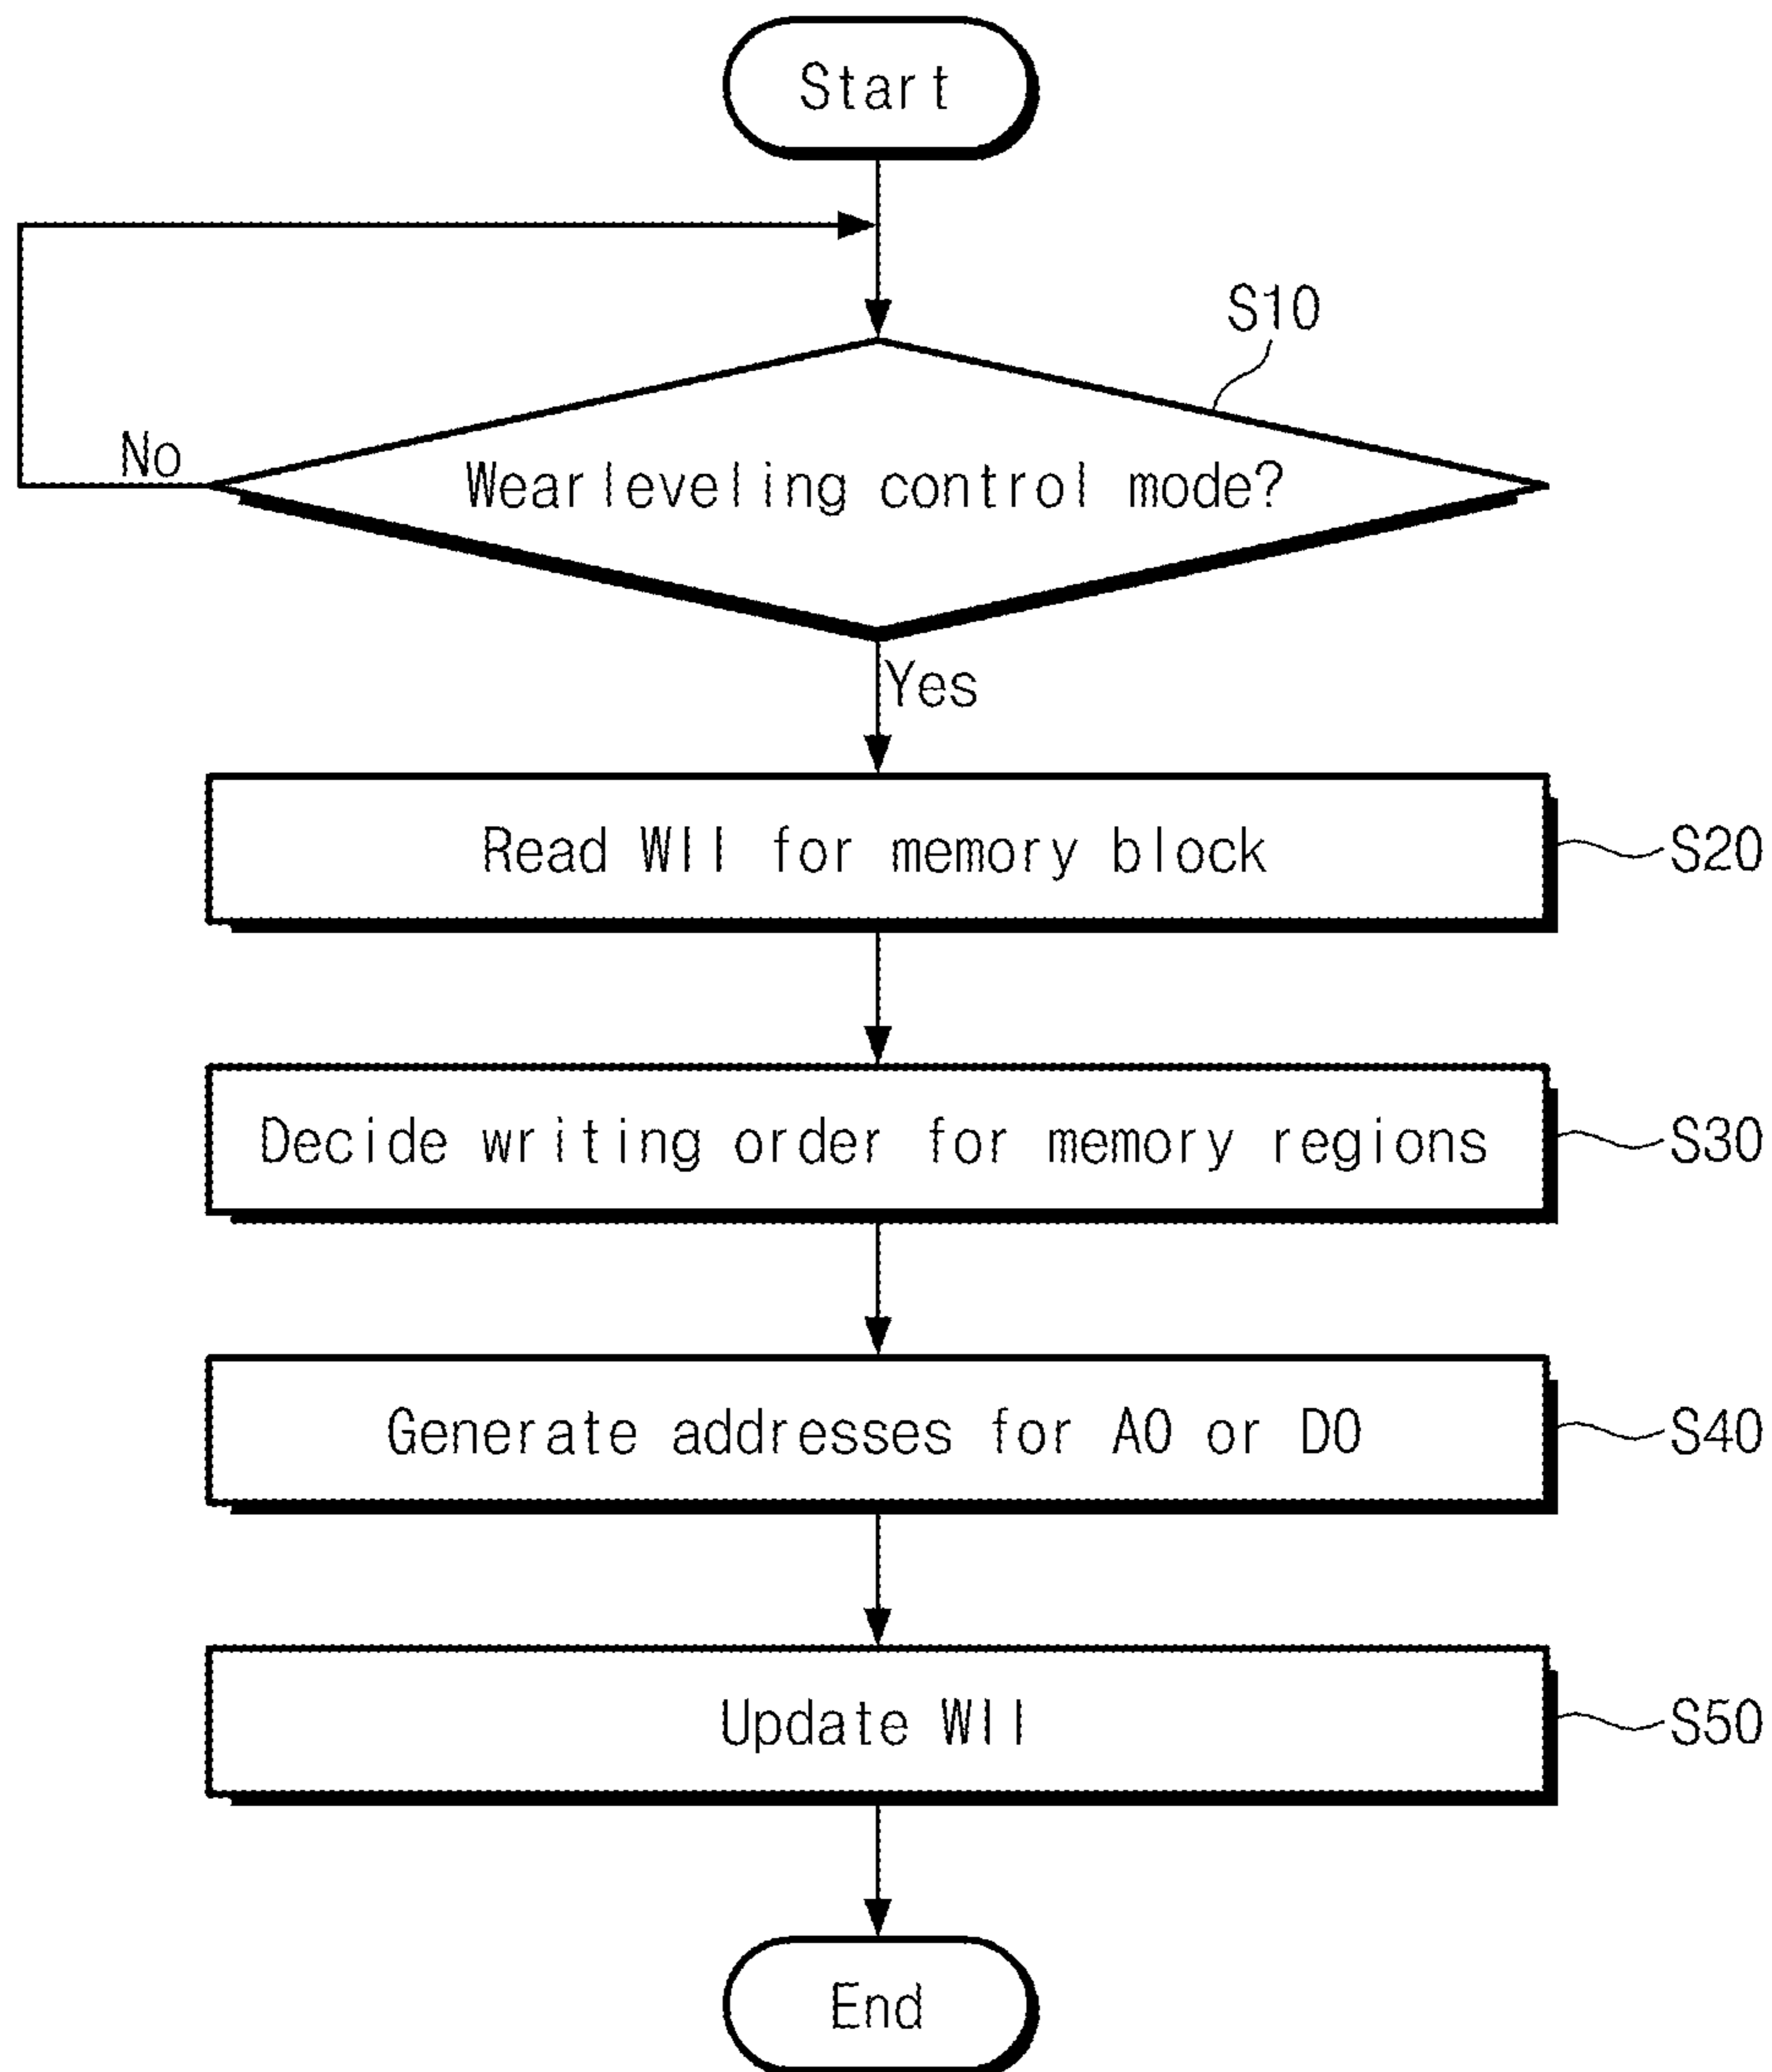 Start
S10
No
Wearleveling control mode?
Yes
Read WII for memory block
S20
Decide writing order for memory regions
S30
Generate addresses for AO or DO
S40
Update WII
S50
End